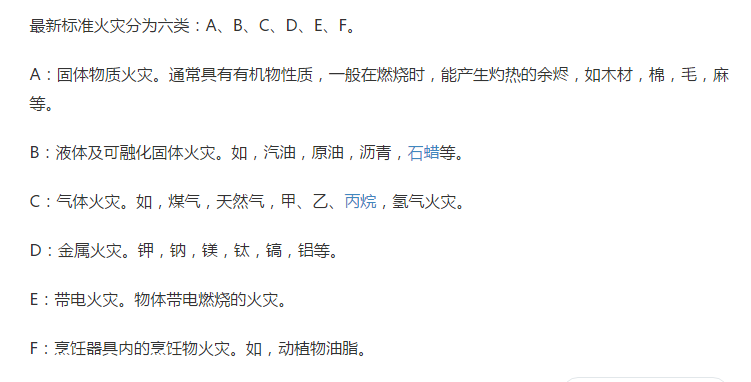 最新标准火灾分为六类：A、B、C、D、E、F。
A：固体物质火灾。通常具有有机物性质，一般在燃烧时，能产生灼热的余烬，如木材，棉，毛，麻
等。
B：液体及可融化固体火灾。如，汽油，原油，沥青，石蜡等。
C：气体火灾。如，煤气，天然气，甲、乙、丙烷，氢气火灾。
D：金属火灾。钾，钠，镁，钛，镐，铝等。
E：带电火灾。物体带电燃烧的火灾。
F：烹饪器具内的烹饪物火灾。如，动植物油脂。